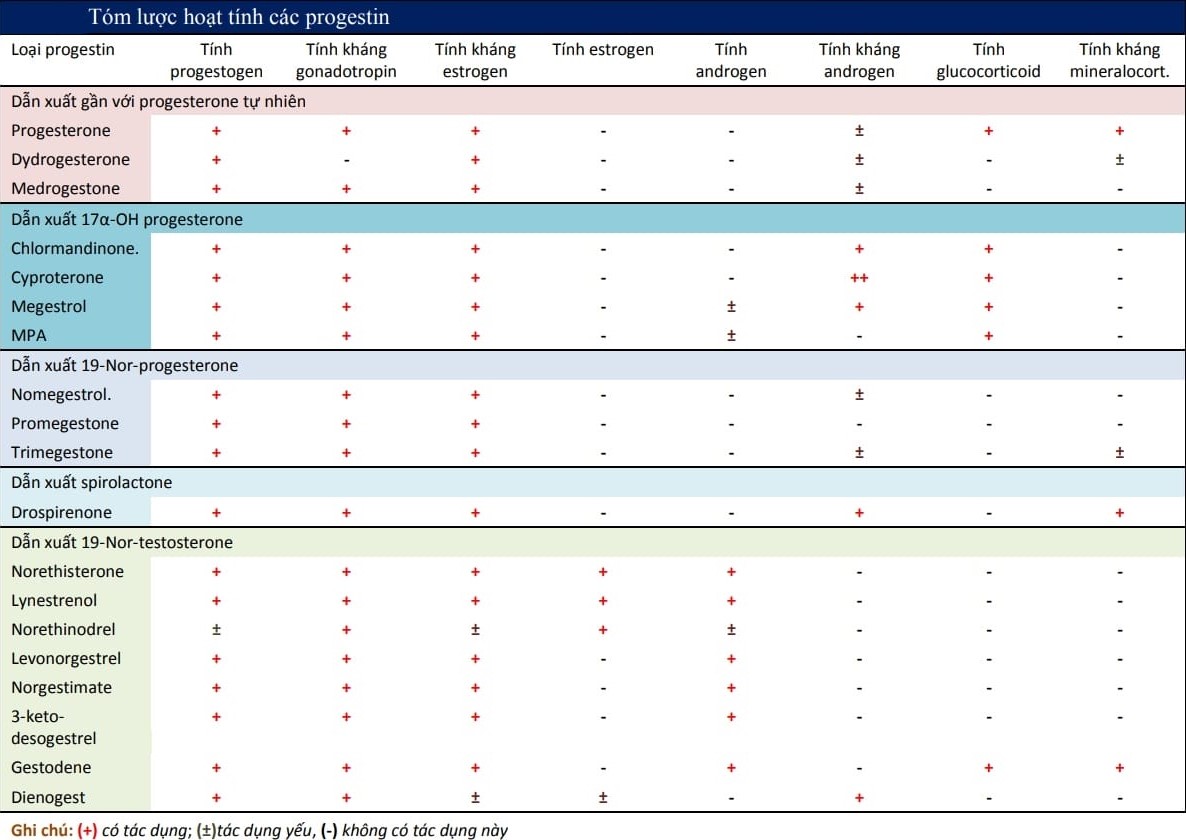 Tóm lược hoạt tính các progestin
Loại progestin Tính Tính kháng Tính kháng Tính estrogen Tính Tính kháng Tính Tính kháng
progestogen gonadotropin estrogen androgen androgen glucocorticoid mineralocort.
Dẫn xuất gần với progesterone tự nhiên
Progesterone + + + - - ± + +
Dydrogesterone + - + - - ± - ±
Medrogestone + + + - - ± - -
Dẫn xuất 17α-OH progesterone
Chlormandinone. + + + - - + + -
Cyproterone + + + - - ++ + -
Megestrol + + + - ± + + -
MPA + + + - ± - + -
Dẫn xuất 19-Nor-progesterone
Nomegestrol. + + + - - ± - -
Promegestone + + + - - - - -
Trimegestone + + + - - ± - ±
Dẫn xuất spirolactone
Drospirenone + + + - - + - +
Dẫn xuất 19-Nor-testosterone
Norethisterone + + + + + - - -
Lynestrenol + + + + + - - -
Norethinodrel ± + ± + ± - - -
Levonorgestrel + + + - + - - -
Norgestimate + + + - + - - -
3-keto- + + + - + - - -
desogestrel
Gestodene + + + - + - + +
Dienogest + + ± ± - + - -
Ghi chú: (+) có tác dụng; (±)tác dụng yếu, (-) không có tác dụng này